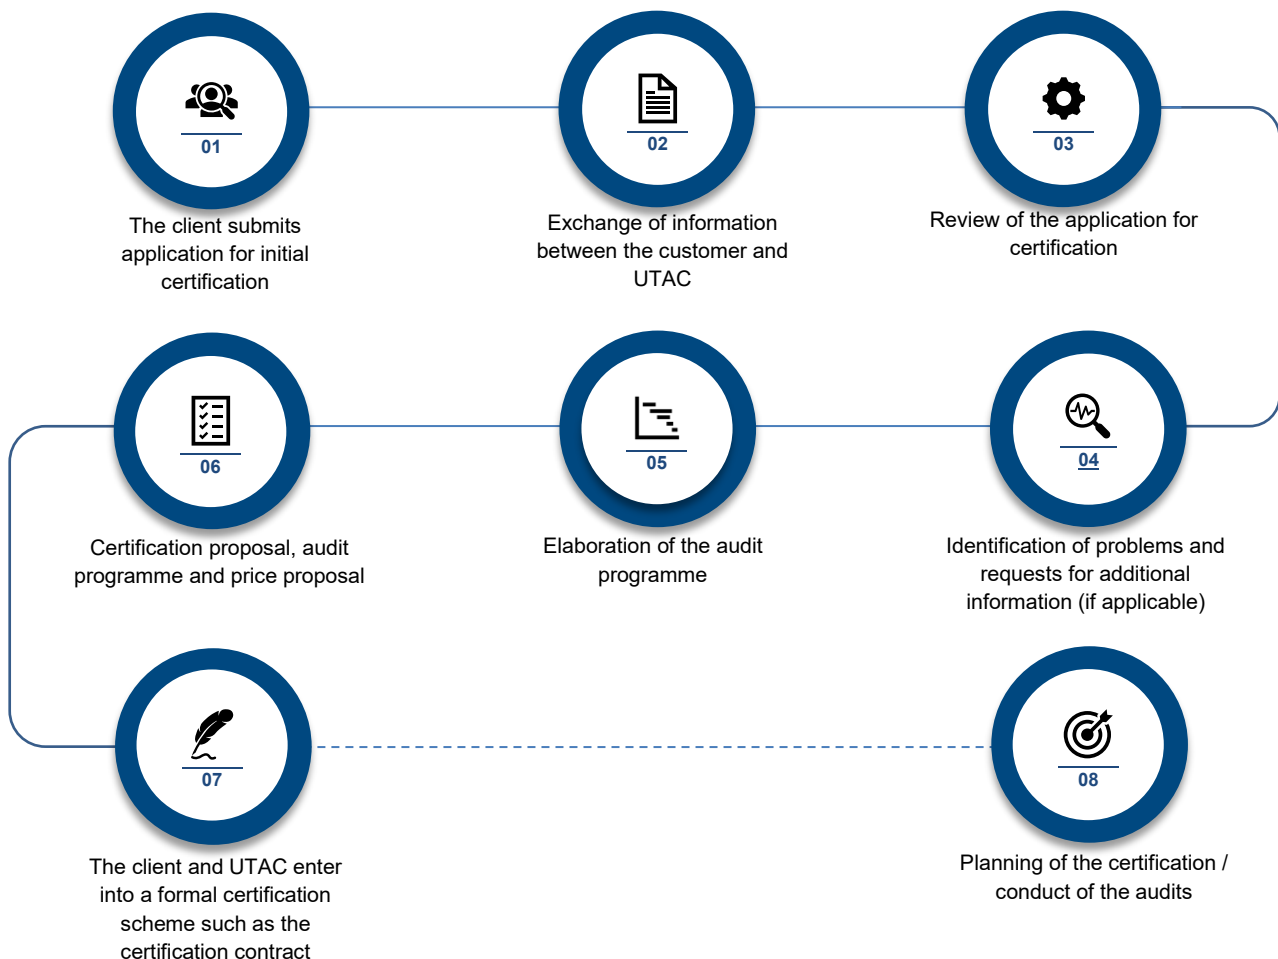 01
The client submits
application for initial
certification
02
Exchange of information
between the customer and
UTAC
03
Review of the application for
certification
04
Identification of problems and
requests for additional
information (if applicable)
05
Elaboration of the audit
programme
06
Certification proposal, audit
programme and price proposal
07
The client and UTAC enter
into a formal certification
scheme such as the
certification contract
08
Planning of the certification /
conduct of the audits